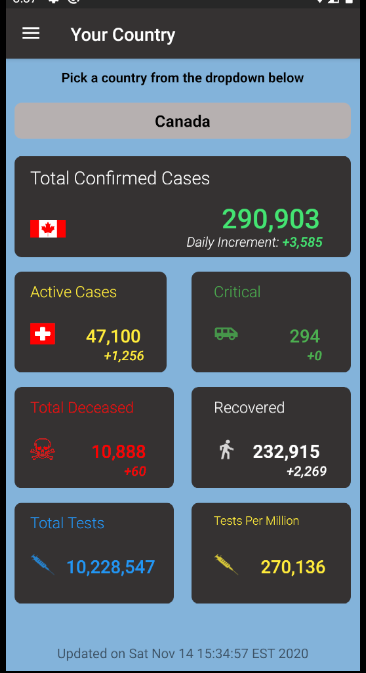 Your Country
Pick a country from the dropdown below
Canada
Total Confirmed Cases
290,903
Daily Increment: +3,585
Active Cases
47,100
+1,256
Critical
294
+0
Total Deceased
10,888
+60
Recovered
232,915
+2,269
Total Tests
10,228,547
Tests Per Million
270,136
Updated on Sat Nov 14 15:34:57 EST 2020